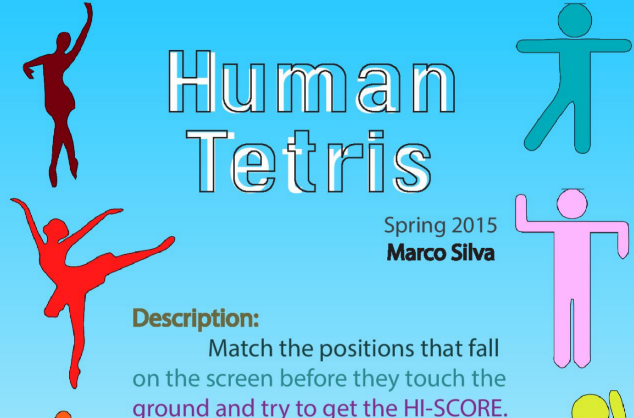 Human
Tetris
Spring 2015
Marco Silva
Description:
Match the positions that fall
on the screen before they touch the
ground and try to get the HI-SCORE.